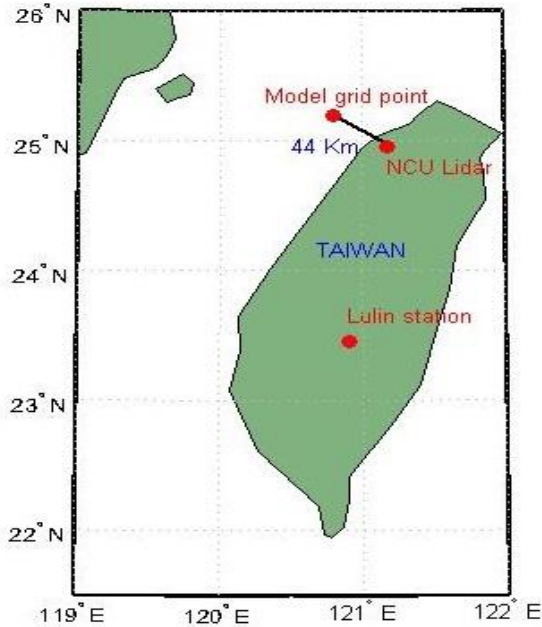 26°N
Model grid point
25°N
44 Km
NCU Lidar
TAIWAN
24°N
Lulin station
23°N
22°N
119°E 120°E 121°E 122°E